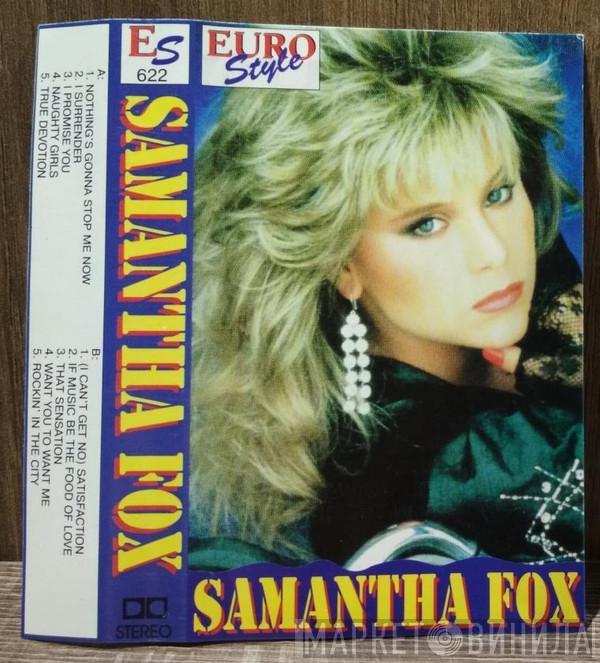 A:
1. NOTHING'S GONNA STOP ME NOW
2. I SURRENDER
3. I PROMISE YOU
4. NAUGHTY GIRLS
5. TRUE DEVOTION
B:
1. (I CAN'T GET NO) SATISFACTION
2. IF MUSIC BE THE FOOD OF LOVE
3. THAT SENSATION
4. WANT YOU TO WANT ME
5. ROCKIN' IN THE CITY
ES
622
SAMANTHA FOX
STEREO
EURO
Style
SAMANTHA FOX
МАРКЕТ ВИНИЛА